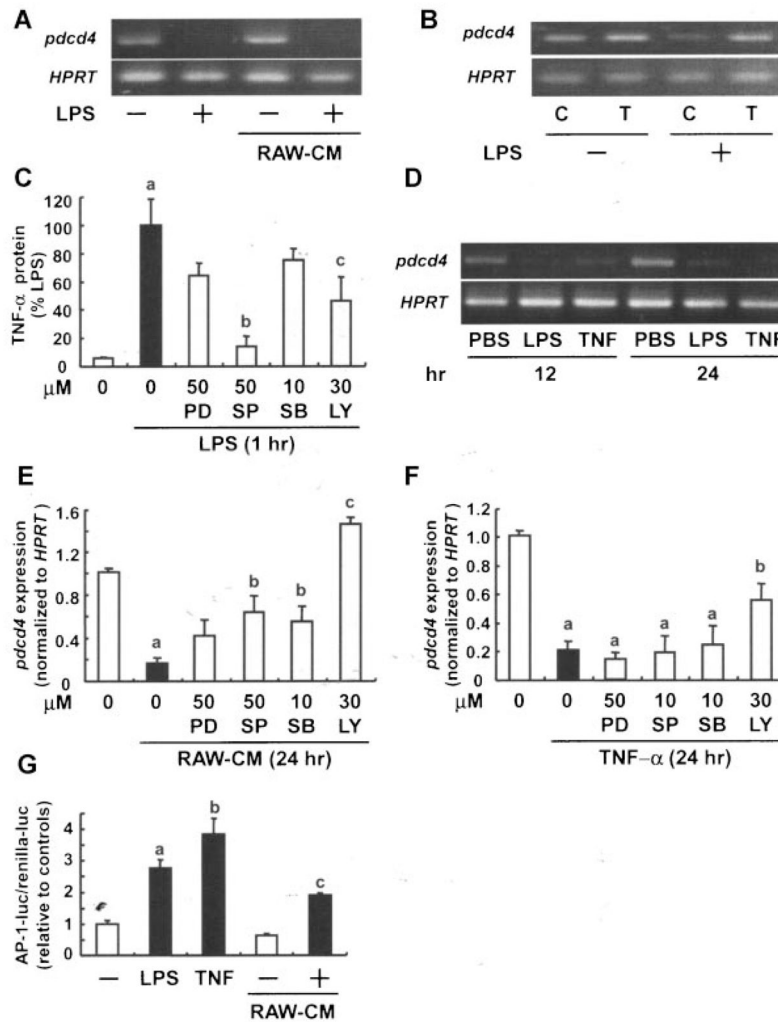 A
pdcd4
HPRT
LPS − + − +
RAW-CM
B
pdcd4
HPRT
C T C T
LPS − +
C
TNF-α protein
(% LPS)
120
100
80
60
40
20
0
a
b
c
μM 0 0 50 50 10 30
PD SP SB LY
LPS (1 hr)
D
pdcd4
HPRT
PBS LPS TNF PBS LPS TNF
hr 12 24
E
pdcd4 expression
(normalized to HPRT)
1.6
1.2
0.8
0.4
0
a
b
b
c
μM 0 0 50 50 10 30
PD SP SB LY
RAW-CM (24 hr)
F
pdcd4 expression
(normalized to HPRT)
1.2
1.0
0.8
0.6
0.4
0.2
0
a
a
a
a
b
μM 0 0 50 10 10 30
PD SP SB LY
TNF−α (24 hr)
G
AP-1-luc/renilla-luc
(relative to controls)
4
3
2
1
0
a
b
c
− LPS TNF − +
RAW-CM